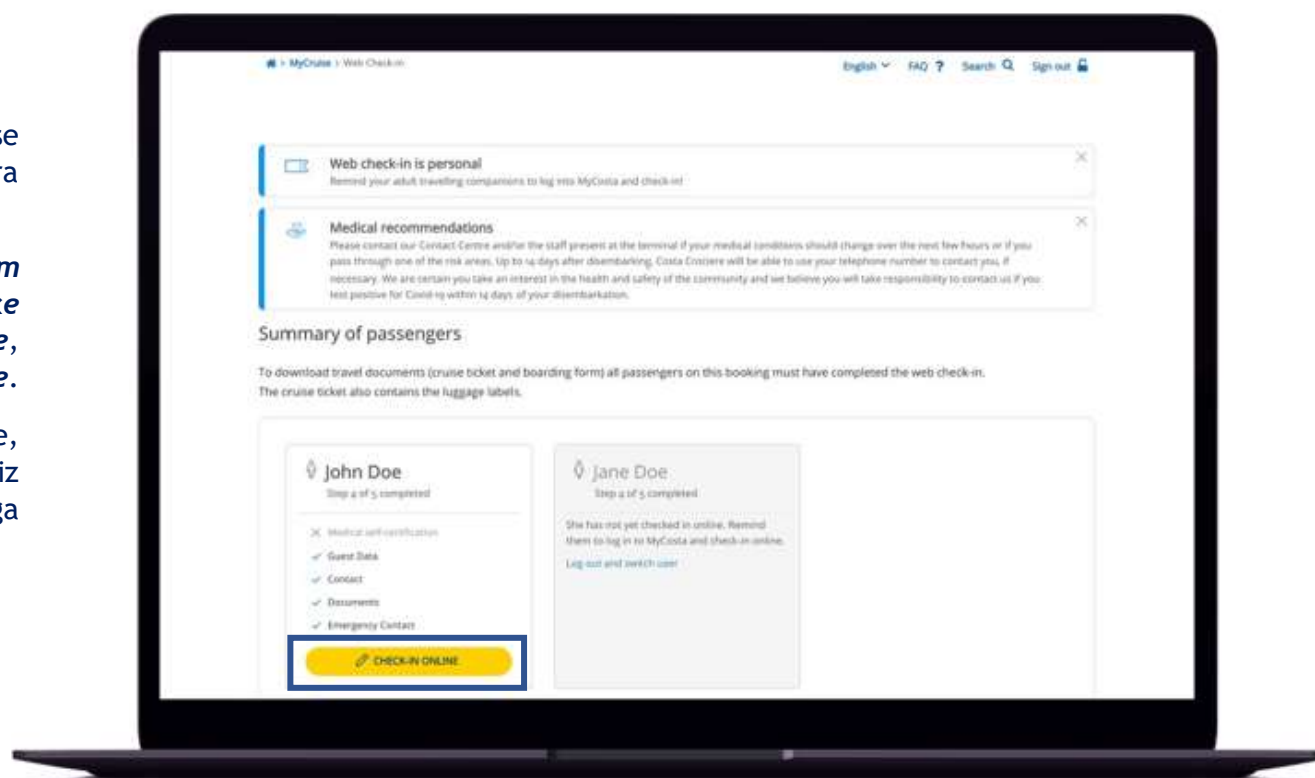 se
ra
m
ke
e,
e.
e,
iz
ga
> MyCruise > Web Check-in
English FAQ ? Search Sign out
Web check-in is personal
Remind your adult travelling companions to log into MyCosta and check-in!
Medical recommendations
Please contact our Contact Centre and/or the staff present at the terminal if your medical conditions should change over the next few hours or if you
pass through one of the risk areas. Up to 14 days after disembarking, Costa Crociere will be able to use your telephone number to contact you, if
necessary. We are certain you take an interest in the health and safety of the community and we believe you will take responsibility to contact us if you
test positive for Covid-19 within 14 days of your disembarkation.
Summary of passengers
To download travel documents (cruise ticket and boarding form) all passengers on this booking must have completed the web check-in.
The cruise ticket also contains the luggage labels.
John Doe
Step 4 of 5 completed
Medical self-certification
Guest Data
Contact
Documents
Emergency Contact
CHECK-IN ONLINE
Jane Doe
Step 4 of 5 completed
She has not yet checked in online. Remind
them to log in to MyCosta and check-in online.
Log out and switch user